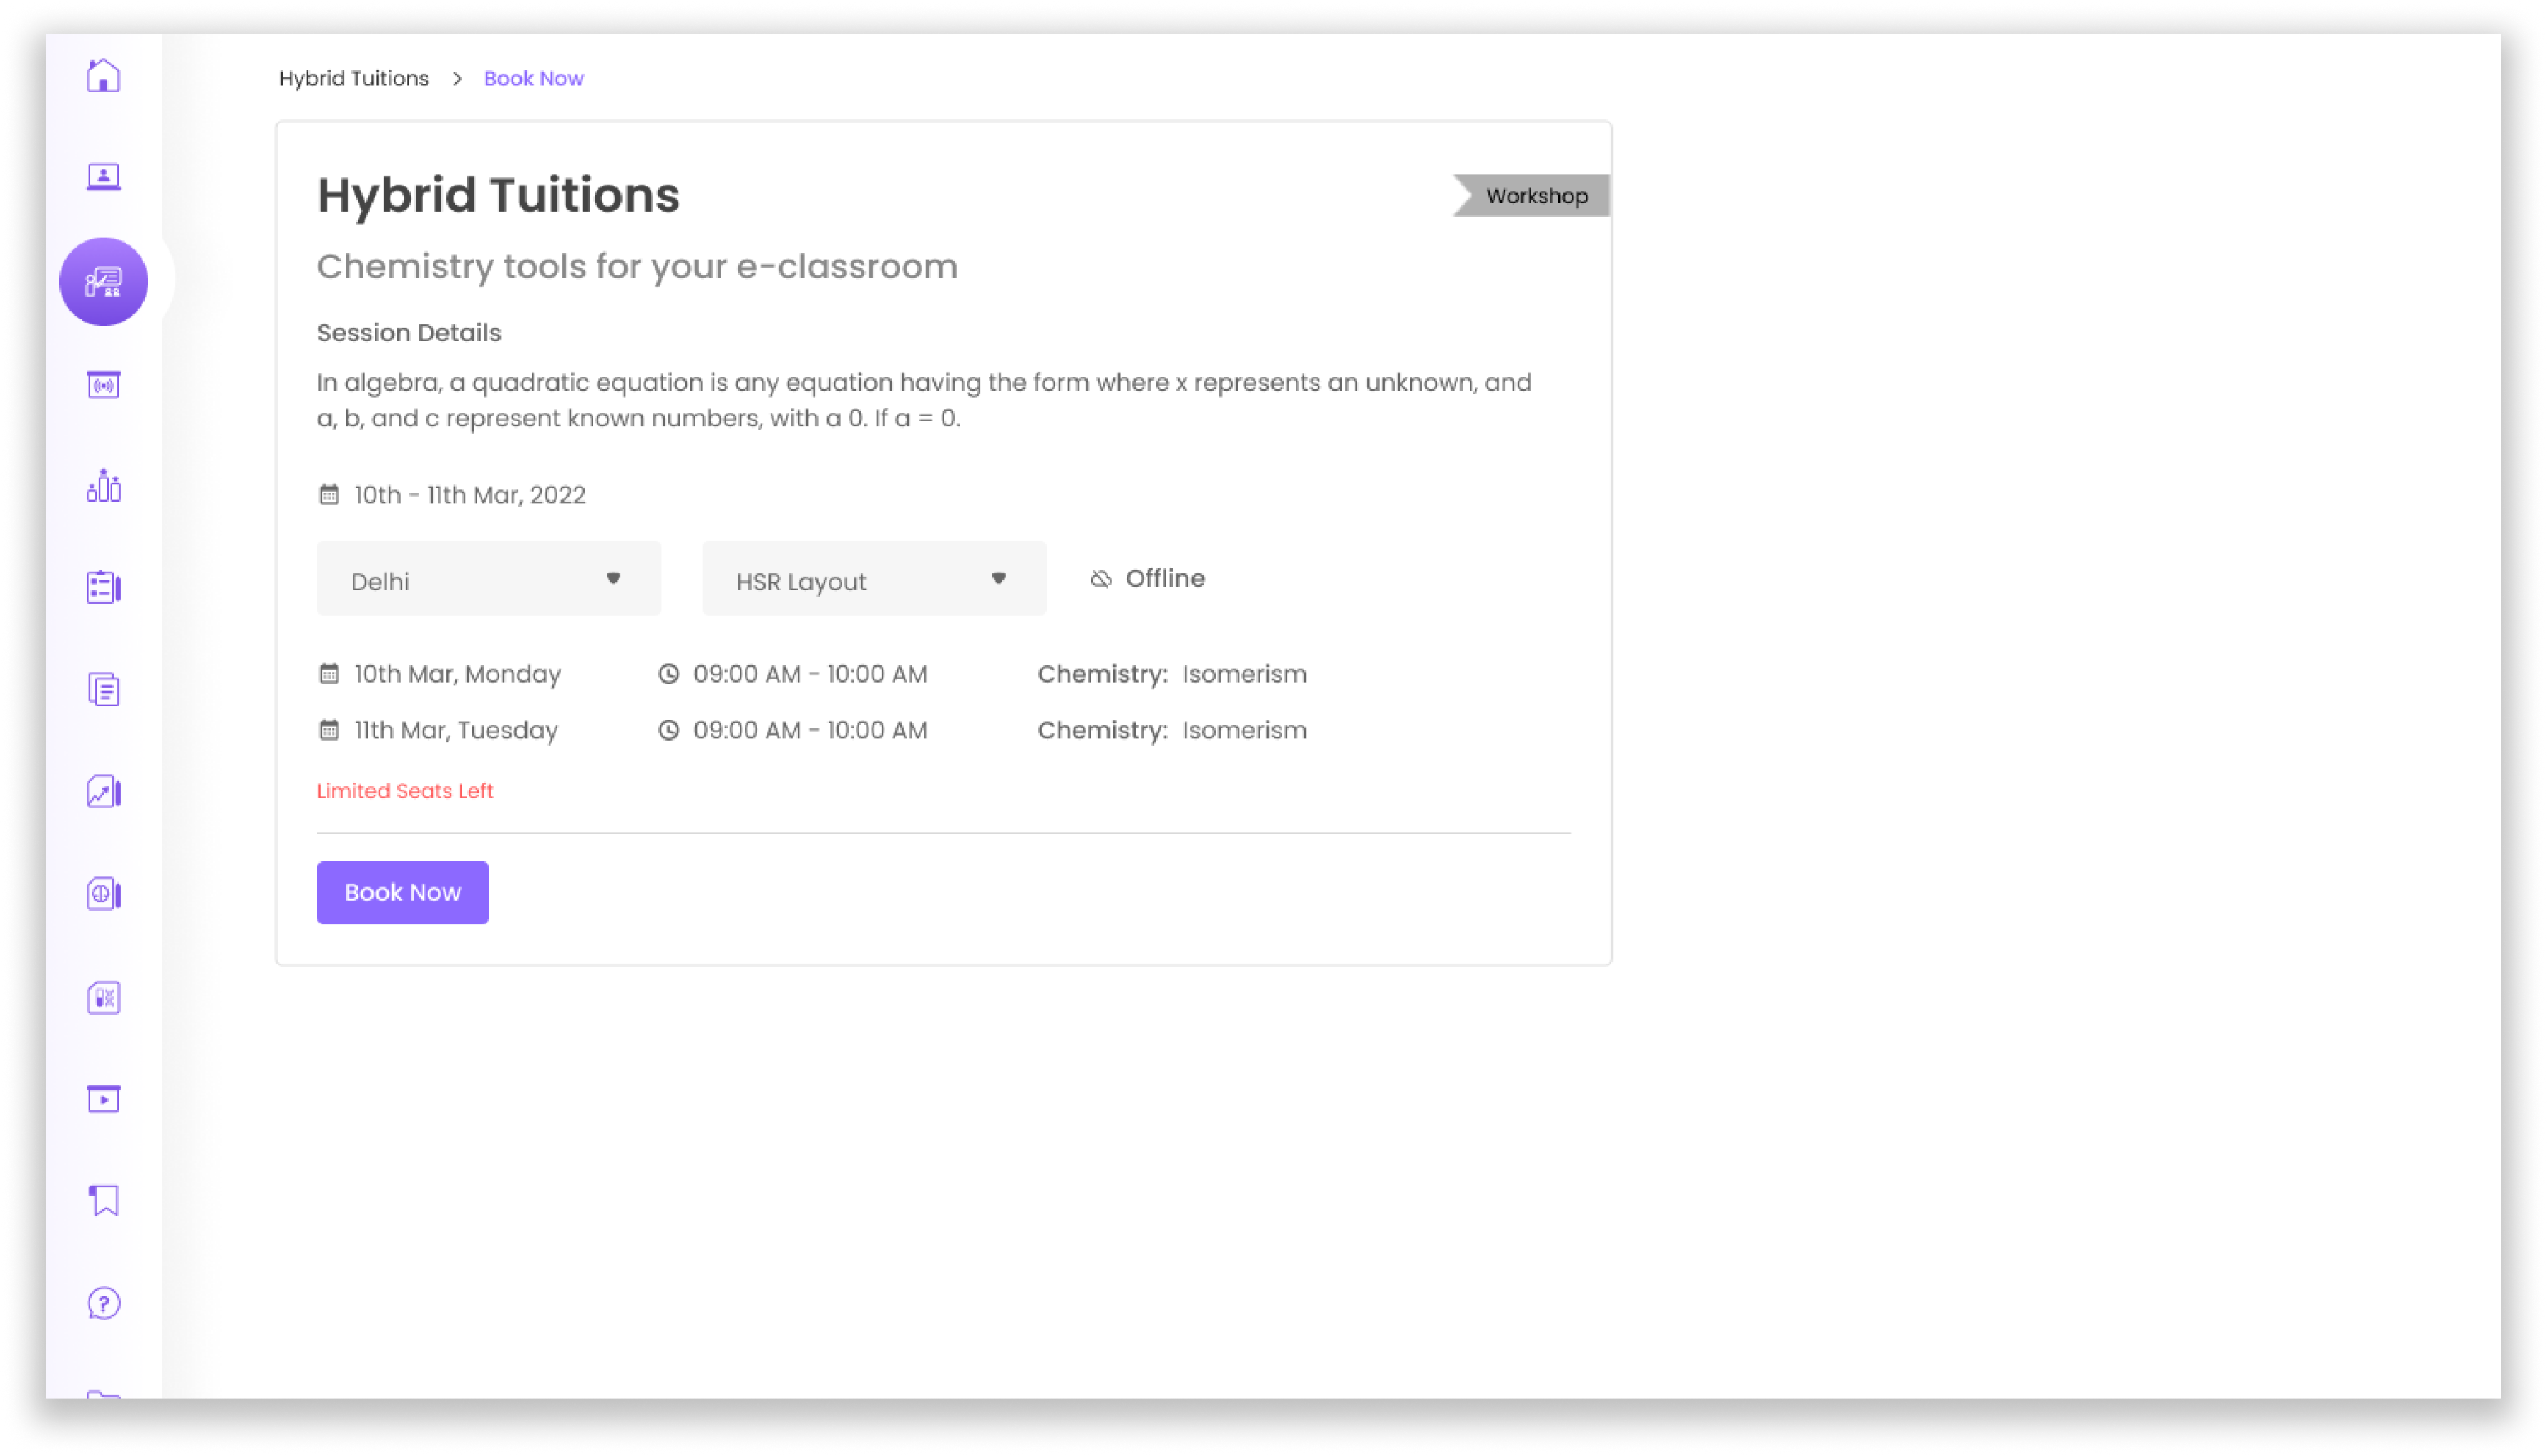 Hybrid Tuitions > Book Now
Hybrid Tuitions
Workshop
Chemistry tools for your e-classroom
Session Details
In algebra, a quadratic equation is any equation having the form where x represents an unknown, and
a, b, and c represent known numbers, with a 0. If a = 0.
10th - 11th Mar, 2022
Delhi
HSR Layout
Offline
10th Mar, Monday 09:00 AM - 10:00 AM Chemistry: Isomerism
11th Mar, Tuesday 09:00 AM - 10:00 AM Chemistry: Isomerism
Limited Seats Left
Book Now